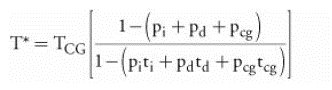 T* = T_CG [ (1−(p_i + p_d + p_cg)) / (1−(p_i t_i + p_d t_d + p_cg t_cg)) ]